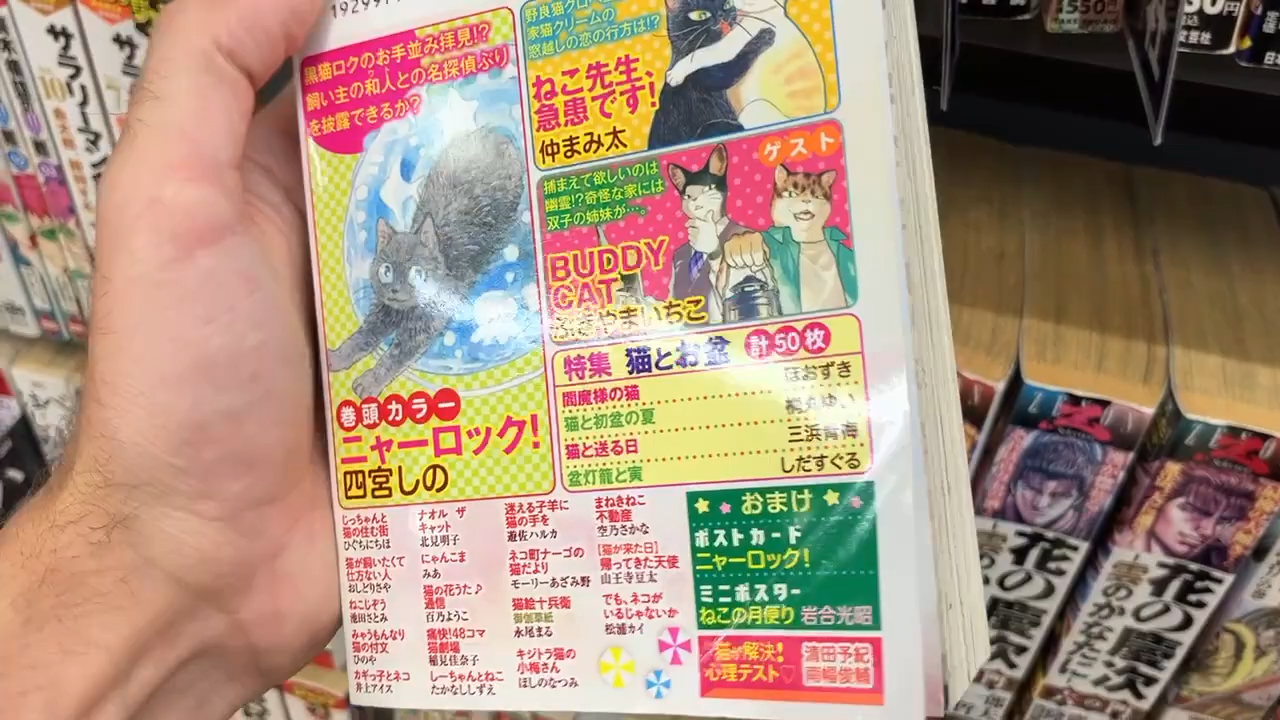 黒猫ロクのお手並み拝見!?
飼い主の和人との名探偵ぶり
を披露できるか?
巻頭カラー
ニャーロック!
四宮しの
家猫クリームの
窓越しの恋の行方は!?
ねこ先生、
急患です!
仲まみ太
ゲスト
捕まえて欲しいのは
幽霊!?奇怪な家には
双子の姉妹が…。
BUDDY
CAT
特集 猫とお盆 計50枚
閻魔様の猫 ほおずき
猫と初盆の夏
猫と送る日 三浜青海
盆灯籠と寅 しだすぐる
じっちゃんと
猫の住む街
ひぐちにちほ
猫が飼いたくて
仕方ない人
おしどりさや
ねこじぞう
池田さとみ
みゃうもんなり
猫の付文
ひのや
カギっ子とネコ
井上アイス
ナオル ザ
キャット
北見明子
にゃんこま
みあ
猫の花うた♪
通信
百乃ようこ
痛快!48コマ
猫劇場
稲見佳奈子
しーちゃんとねこ
たかなししずえ
迷える子羊に
猫の手を
遊佐ハルカ
ネコ町ナーゴの
猫だより
モーリーあざみ野
猫絵十兵衛
御伽草紙
永尾まる
キジトラ猫の
小梅さん
ほしのなつみ
まねきねこ
不動産
空乃さかな
[猫が来た日]
帰ってきた天使
山王寺豆太
でも、ネコが
いるじゃないか
松浦カイ
おまけ
ポストカード
ニャーロック!
ミニポスター
ねこの月便り 岩合光昭
猫が解決!
心理テスト♡
サラリーマン
花の慶次
花の慶次